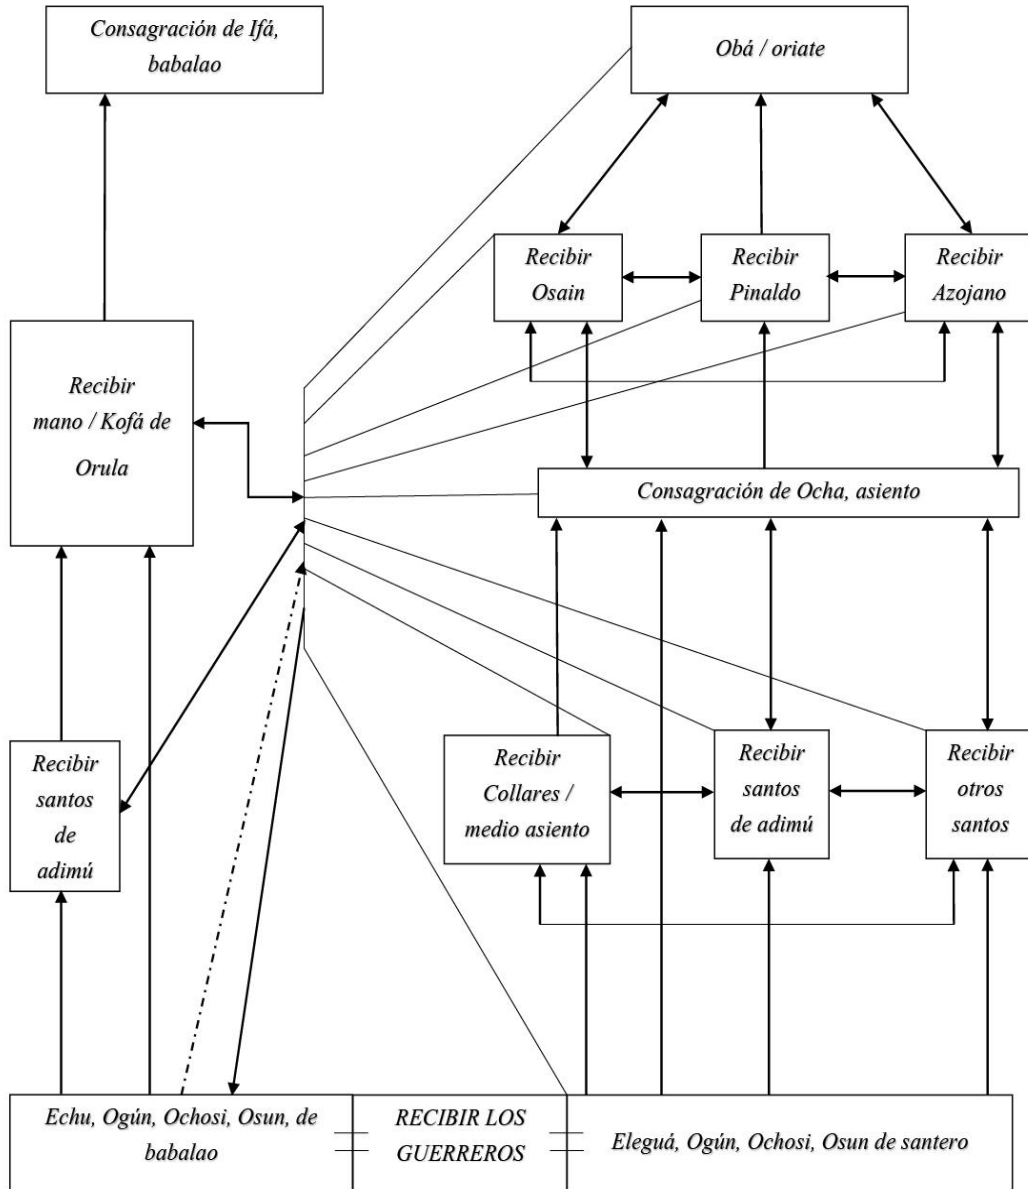 Consagración de Ifá,
babalao
Obá / oriate
Recibir
Osain
Recibir
Pinaldo
Recibir
Azojano
Recibir
mano / Kofá de
Orula
Consagración de Ocha, asiento
Recibir
santos
de
adimú
Recibir
Collares /
medio asiento
Recibir
santos
de adimú
Recibir
otros
santos
Echu, Ogún, Ochosi, Osun, de
babalao
RECIBIR LOS
GUERREROS
Eleguá, Ogún, Ochosi, Osun de santero